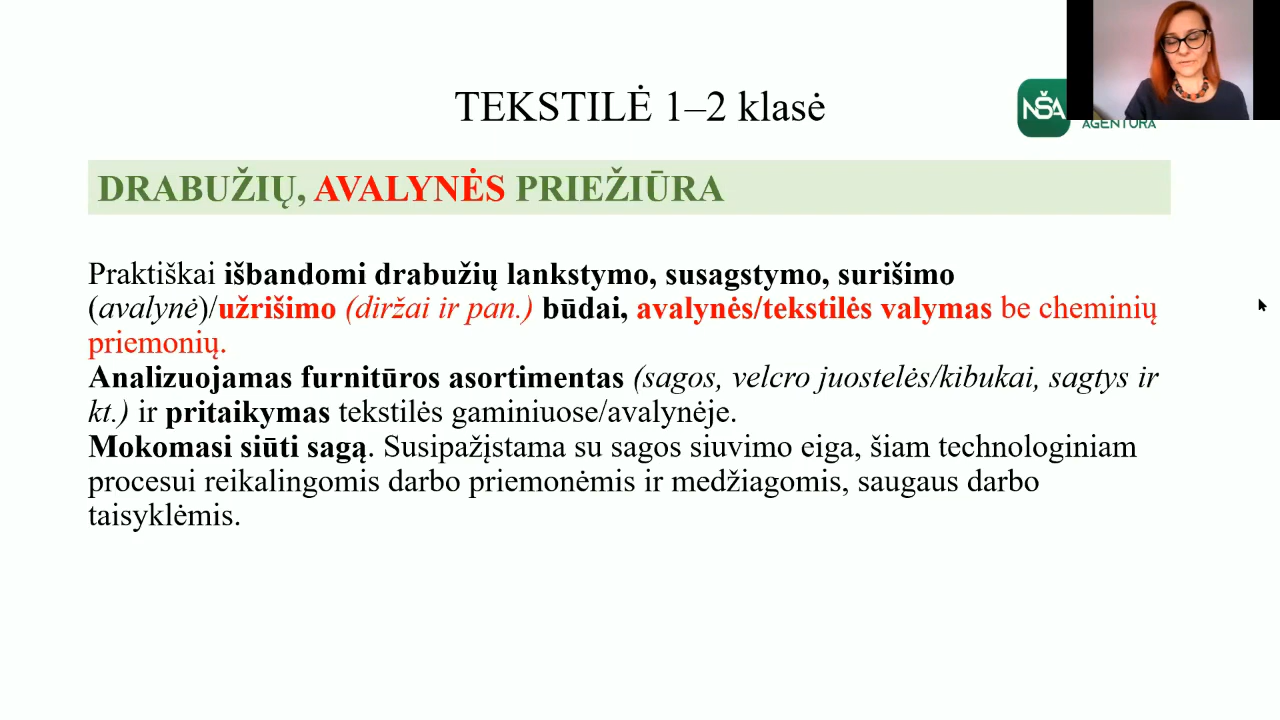 TEKSTILĖ 1–2 klasė
NŠA
AGENTŪRA
DRABUŽIŲ, AVALYNĖS PRIEŽIŪRA
Praktiškai išbandomi drabužių lankstymo, susagstymo, surišimo
(avalynė)/užrišimo (diržai ir pan.) būdai, avalynės/tekstilės valymas be cheminių
priemonių.
Analizuojamas furnitūros asortimentas (sagos, velcro juostelės/kibukai, sagtys ir
kt.) ir pritaikymas tekstilės gaminiuose/avalynėje.
Mokomasi siūti sagą. Susipažįstama su sagos siuvimo eiga, šiam technologiniam
procesui reikalingomis darbo priemonėmis ir medžiagomis, saugaus darbo
taisyklėmis.